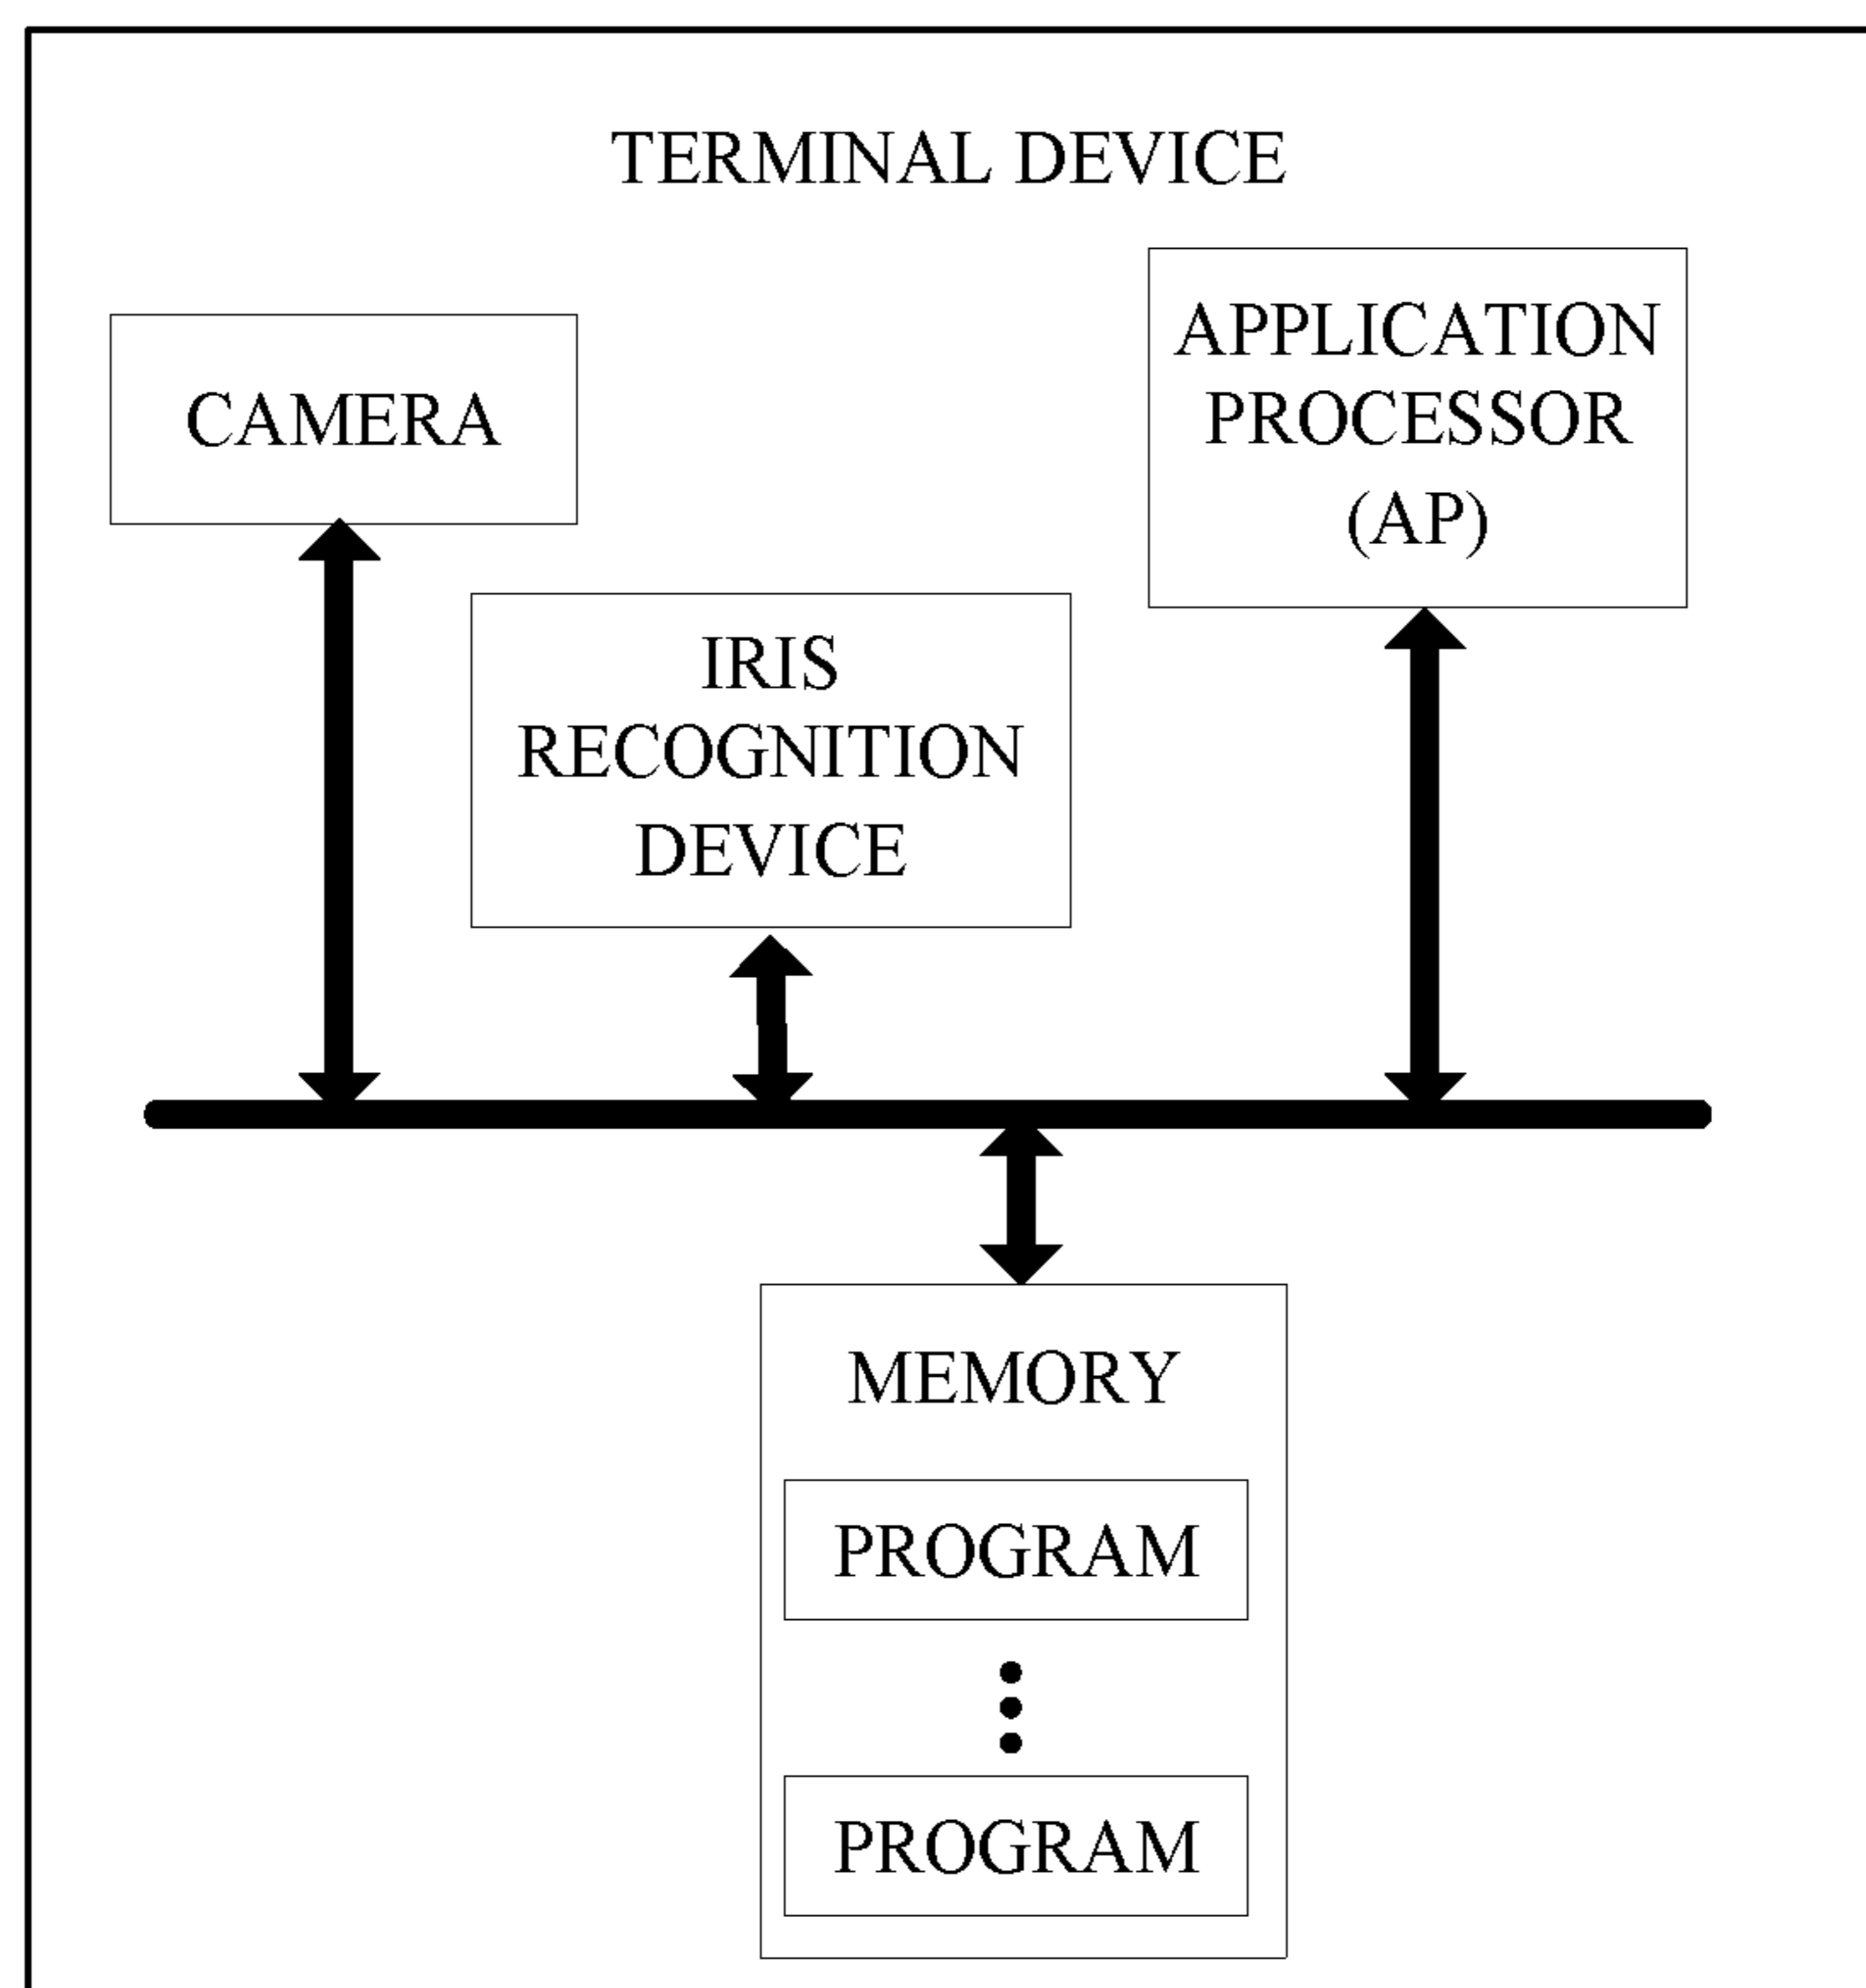 TERMINAL DEVICE
CAMERA
APPLICATION
PROCESSOR
(AP)
IRIS
RECOGNITION
DEVICE
MEMORY
PROGRAM
PROGRAM